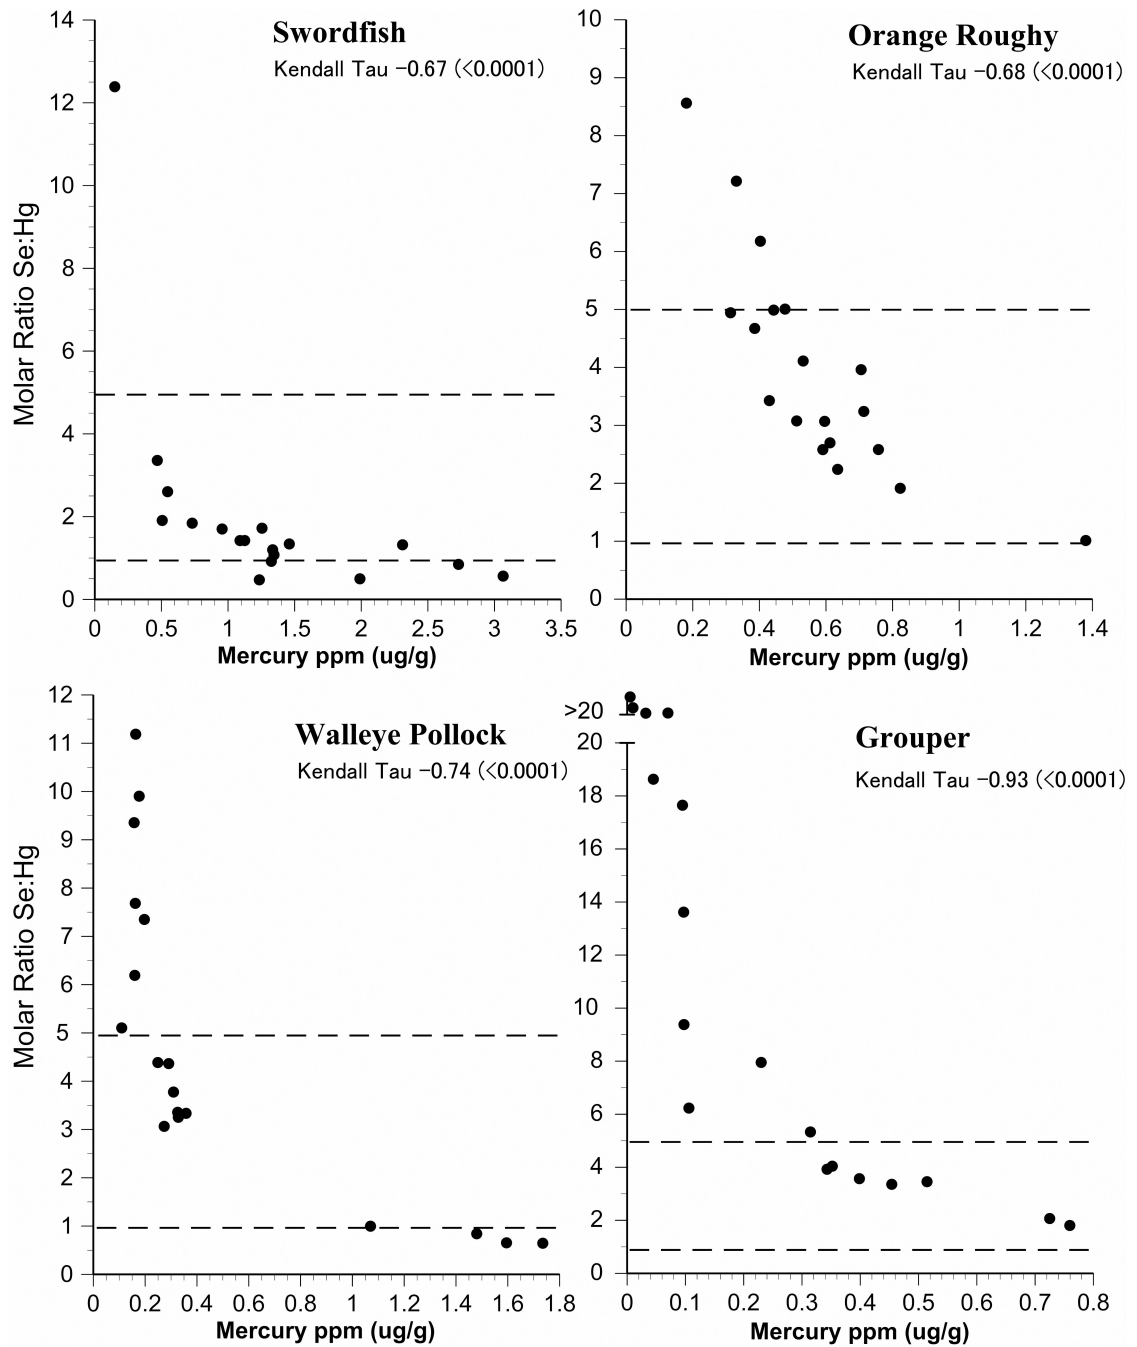 Swordfish
Kendall Tau -0.67 (<0.0001)
Molar Ratio Se:Hg
14
12
10
8
6
4
2
0
0 0.5 1 1.5 2 2.5 3 3.5
Mercury ppm (ug/g)
Orange Roughy
Kendall Tau -0.68 (<0.0001)
10
9
8
7
6
5
4
3
2
1
0
0 0.2 0.4 0.6 0.8 1 1.2 1.4
Mercury ppm (ug/g)
Walleye Pollock
Kendall Tau -0.74 (<0.0001)
Molar Ratio Se:Hg
12
11
10
9
8
7
6
5
4
3
2
1
0
0 0.2 0.4 0.6 0.8 1 1.2 1.4 1.6 1.8
Mercury ppm (ug/g)
Grouper
Kendall Tau -0.93 (<0.0001)
>20
20
18
16
14
12
10
8
6
4
2
0
0 0.1 0.2 0.3 0.4 0.5 0.6 0.7 0.8
Mercury ppm (ug/g)